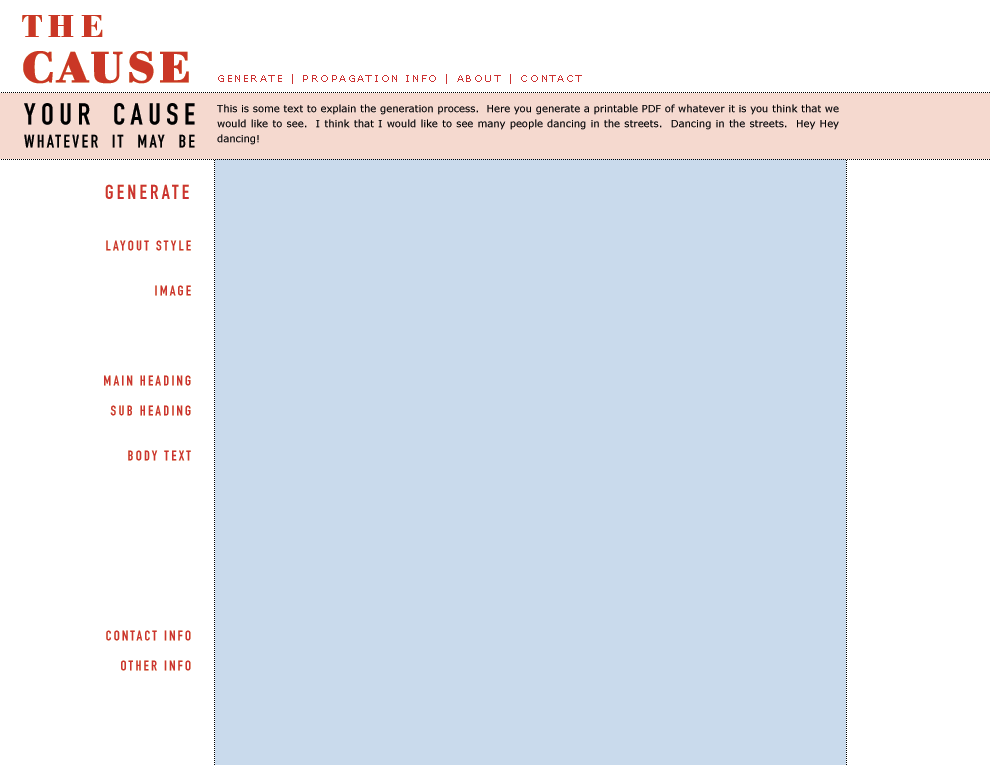 THE
CAUSE
GENERATE | PROPAGATION INFO | ABOUT | CONTACT
YOUR CAUSE
WHATEVER IT MAY BE
This is some text to explain the generation process. Here you generate a printable PDF of whatever it is you think that we
would like to see. I think that I would like to see many people dancing in the streets. Dancing in the streets. Hey Hey
dancing!
GENERATE
LAYOUT STYLE
IMAGE
MAIN HEADING
SUB HEADING
BODY TEXT
CONTACT INFO
OTHER INFO